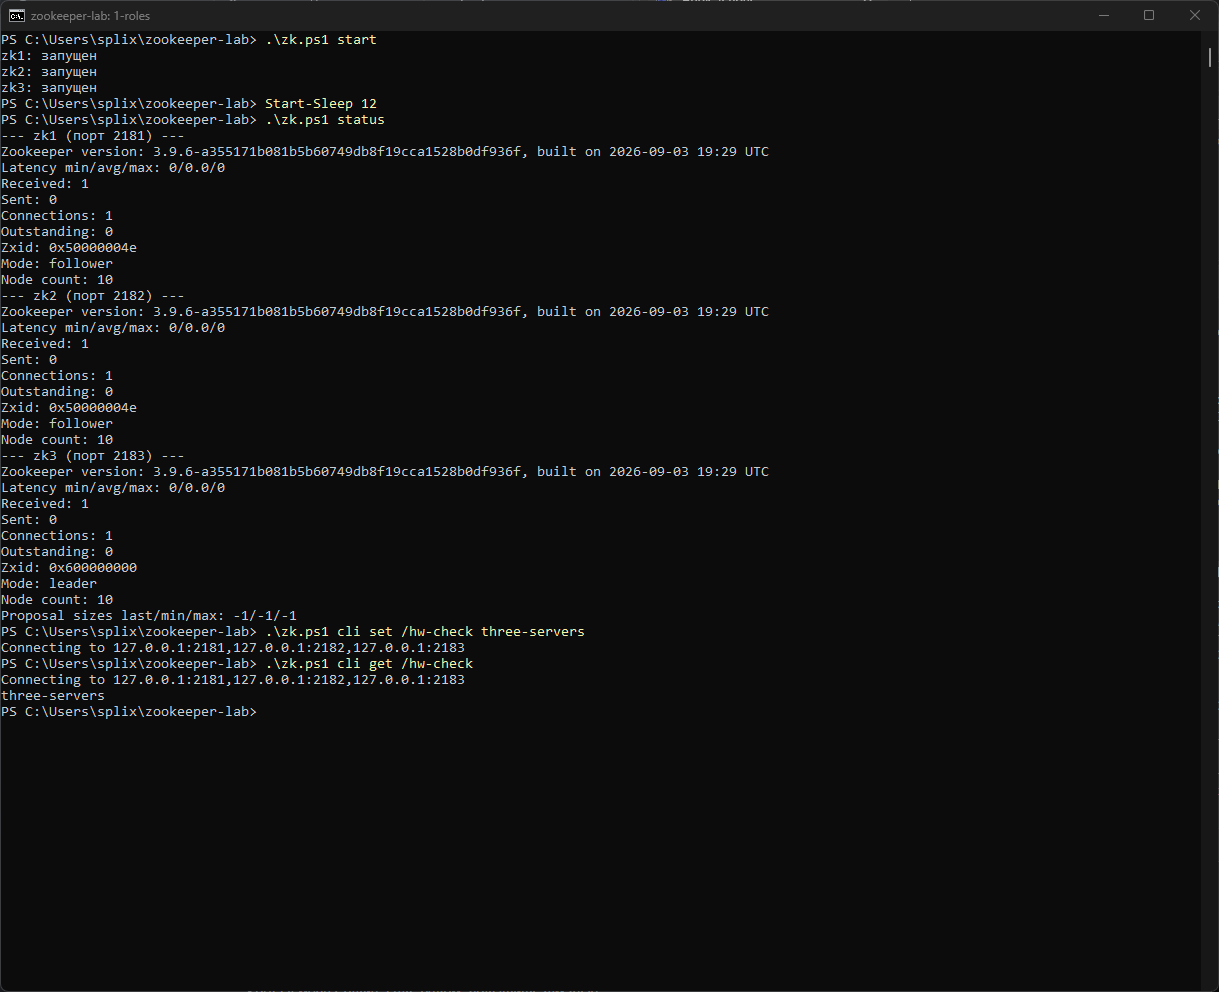 zookeeper-lab: 1-roles
PS C:\Users\splix\zookeeper-lab> .\zk.ps1 start
zk1: запущен
zk2: запущен
zk3: запущен
PS C:\Users\splix\zookeeper-lab> Start-Sleep 12
PS C:\Users\splix\zookeeper-lab> .\zk.ps1 status
--- zk1 (порт 2181) ---
Zookeeper version: 3.9.6-a355171b081b5b60749db8f19cca1528b0df936f, built on 2026-09-03 19:29 UTC
Latency min/avg/max: 0/0.0/0
Received: 1
Sent: 0
Connections: 1
Outstanding: 0
Zxid: 0x50000004e
Mode: follower
Node count: 10
--- zk2 (порт 2182) ---
Zookeeper version: 3.9.6-a355171b081b5b60749db8f19cca1528b0df936f, built on 2026-09-03 19:29 UTC
Latency min/avg/max: 0/0.0/0
Received: 1
Sent: 0
Connections: 1
Outstanding: 0
Zxid: 0x50000004e
Mode: follower
Node count: 10
--- zk3 (порт 2183) ---
Zookeeper version: 3.9.6-a355171b081b5b60749db8f19cca1528b0df936f, built on 2026-09-03 19:29 UTC
Latency min/avg/max: 0/0.0/0
Received: 1
Sent: 0
Connections: 1
Outstanding: 0
Zxid: 0x600000000
Mode: leader
Node count: 10
Proposal sizes last/min/max: -1/-1/-1
PS C:\Users\splix\zookeeper-lab> .\zk.ps1 cli set /hw-check three-servers
Connecting to 127.0.0.1:2181,127.0.0.1:2182,127.0.0.1:2183
PS C:\Users\splix\zookeeper-lab> .\zk.ps1 cli get /hw-check
Connecting to 127.0.0.1:2181,127.0.0.1:2182,127.0.0.1:2183
three-servers
PS C:\Users\splix\zookeeper-lab>